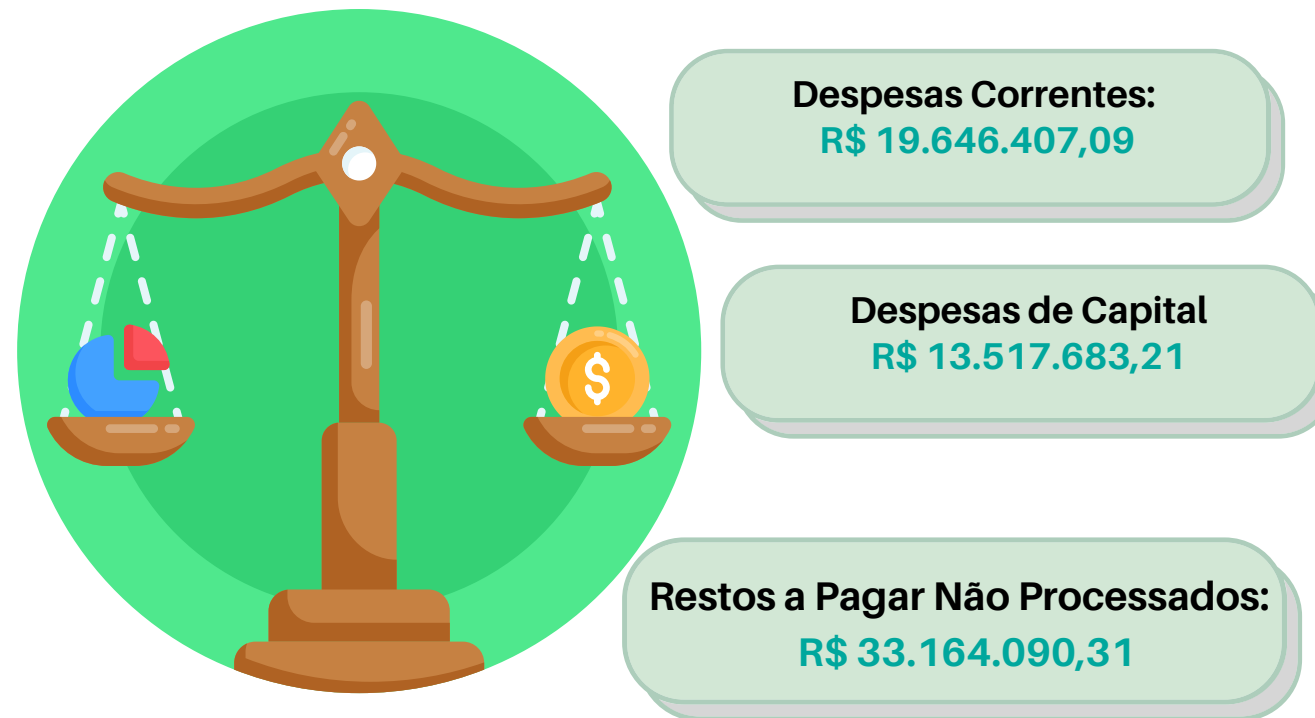 Despesas Correntes:
R$ 19.646.407,09
Despesas de Capital
R$ 13.517.683,21
Restos a Pagar Não Processados:
R$ 33.164.090,31